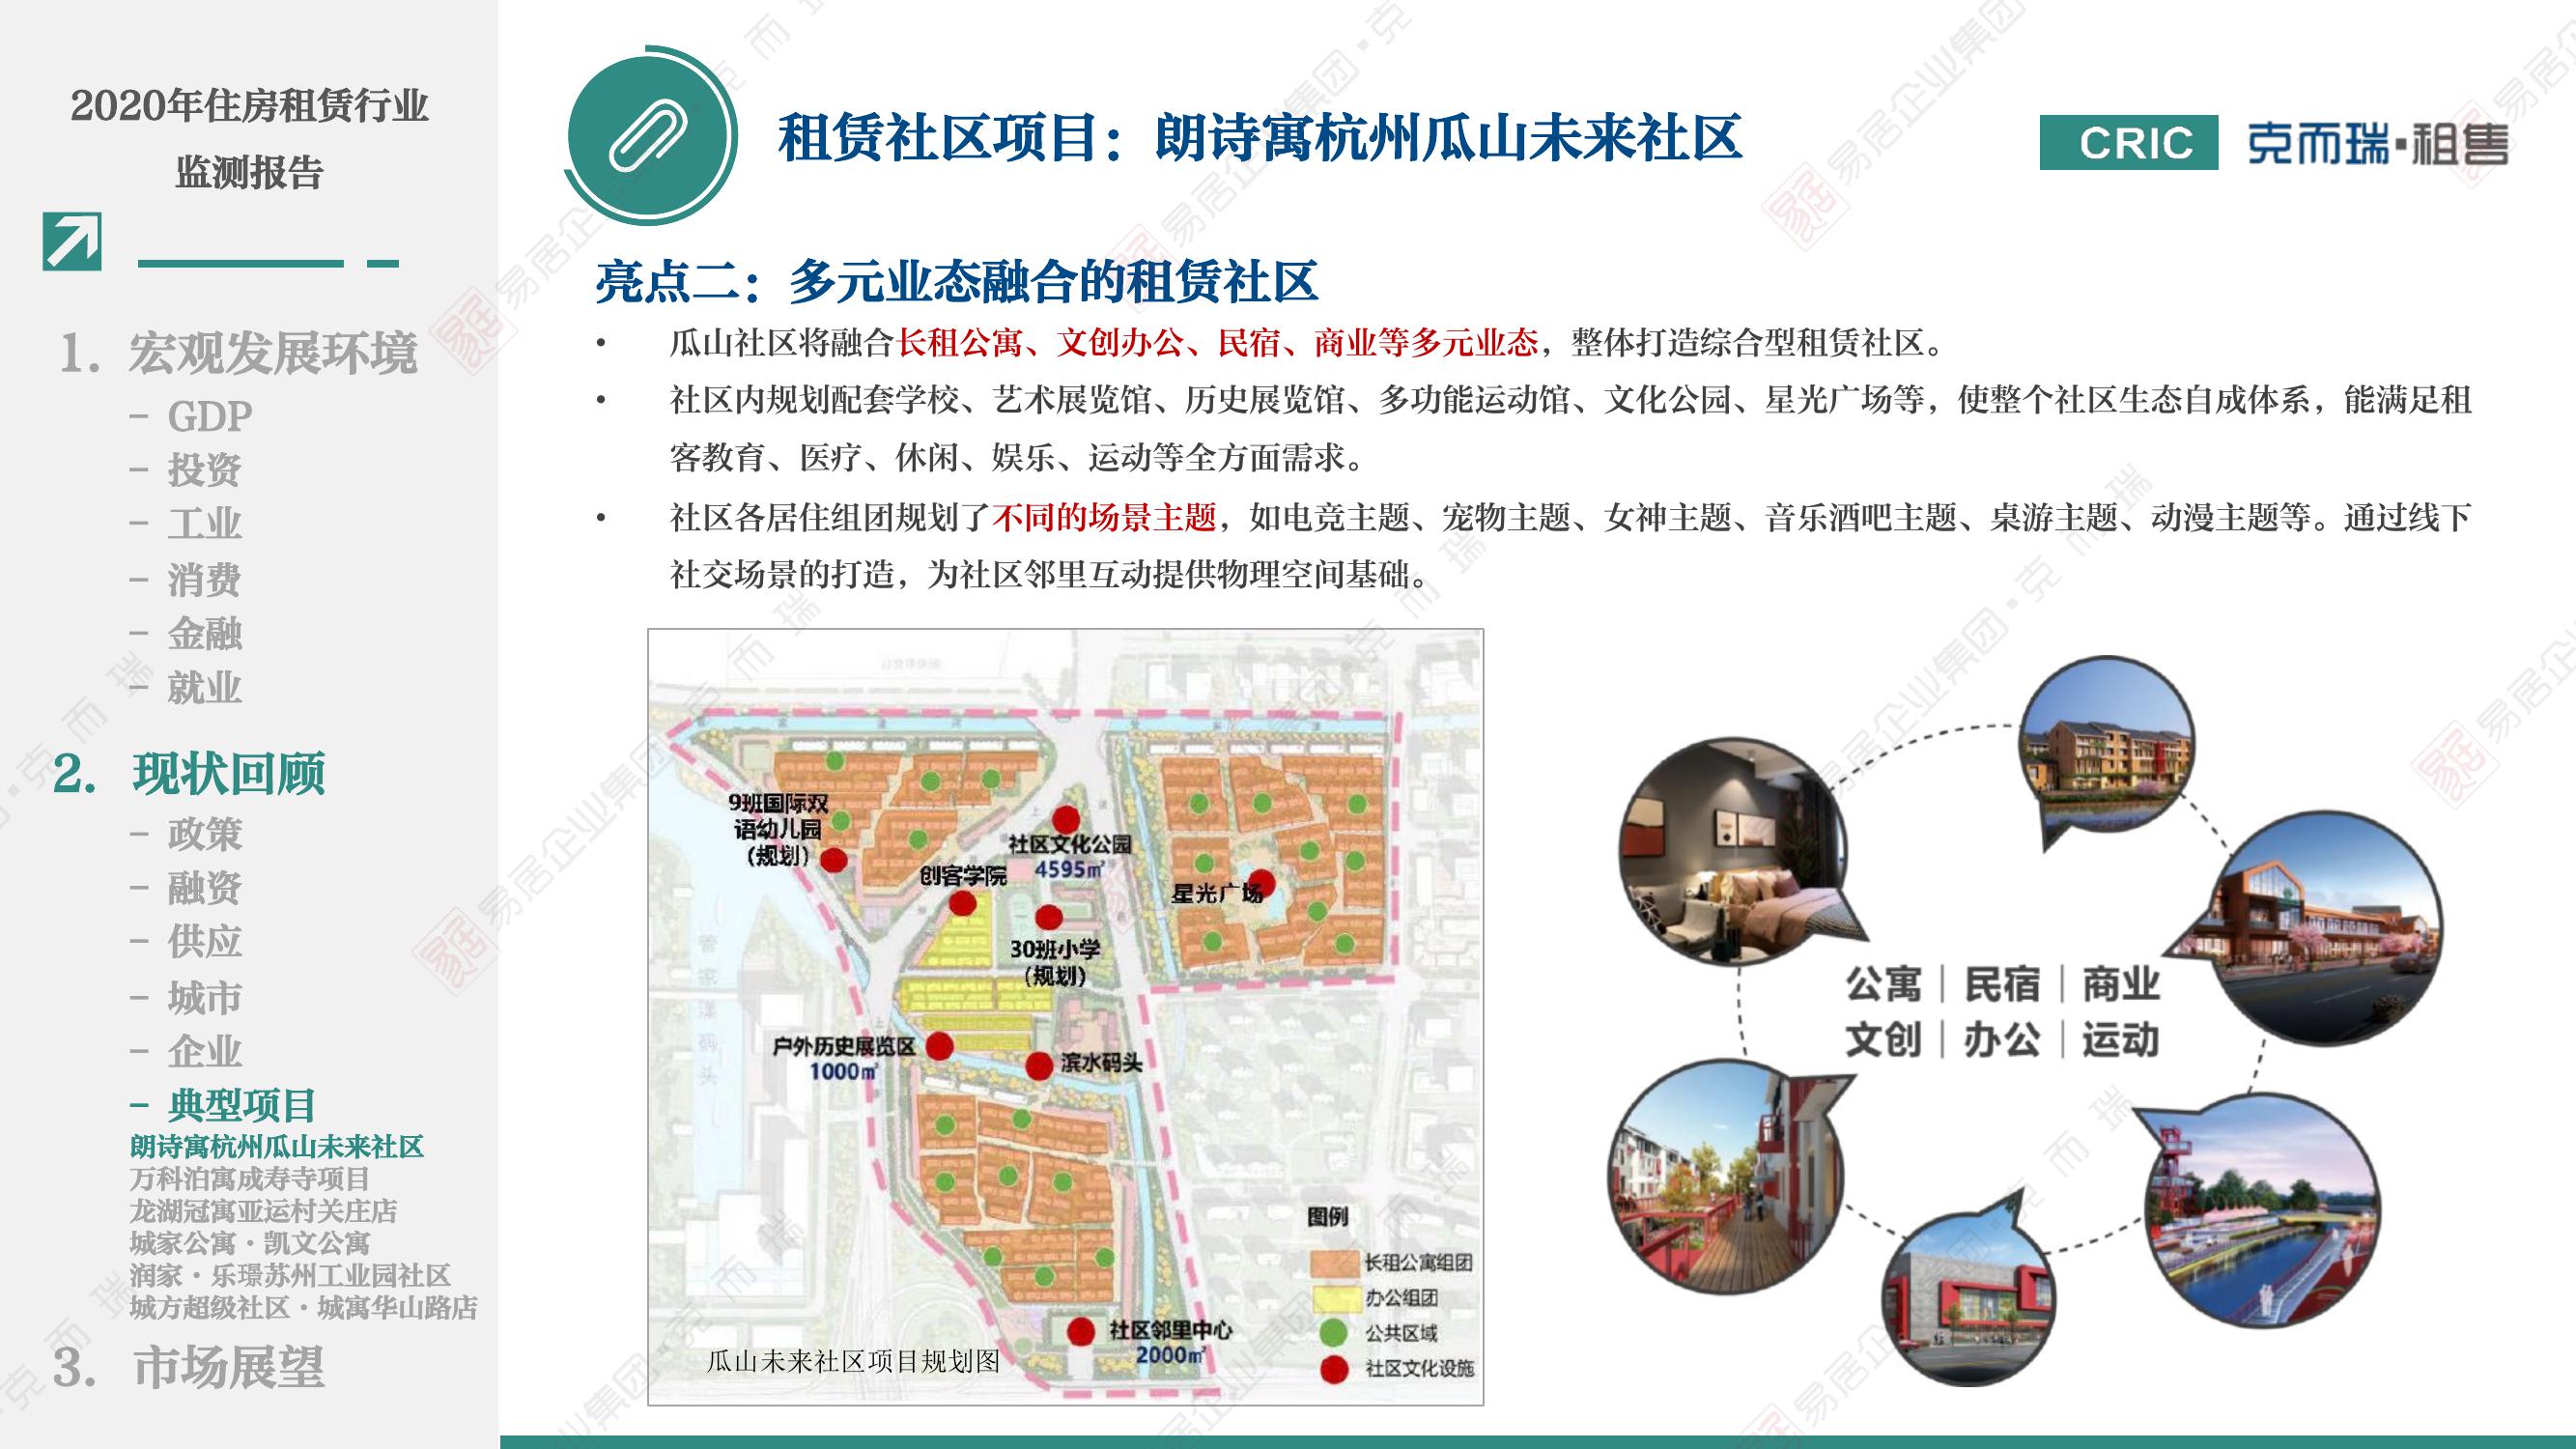 2020年住房租赁行业
监测报告
1. 宏观发展环境
– GDP
– 投资
– 工业
– 消费
– 金融
– 就业
2. 现状回顾
– 政策
– 融资
– 供应
– 城市
– 企业
– 典型项目
朗诗寓杭州瓜山未来社区
万科泊寓成寿寺项目
龙湖冠寓亚运村关庄店
城家公寓·凯文公寓
润家·乐璟苏州工业园社区
城方超级社区·城寓华山路店
3. 市场展望
租赁社区项目：朗诗寓杭州瓜山未来社区
CRIC 克而瑞·租售
亮点二：多元业态融合的租赁社区
• 瓜山社区将融合长租公寓、文创办公、民宿、商业等多元业态，整体打造综合型租赁社区。
• 社区内规划配套学校、艺术展览馆、历史展览馆、多功能运动馆、文化公园、星光广场等，使整个社区生态自成体系，能满足租
客教育、医疗、休闲、娱乐、运动等全方面需求。
• 社区各居住组团规划了不同的场景主题，如电竞主题、宠物主题、女神主题、音乐酒吧主题、桌游主题、动漫主题等。通过线下
社交场景的打造，为社区邻里互动提供物理空间基础。
9班国际双
语幼儿园
（规划）
社区文化公园
4595㎡
创客学院
星光广场
30班小学
（规划）
管家漾码头
户外历史展览区
1000㎡
滨水码头
社区邻里中心
2000㎡
瓜山未来社区项目规划图
图例
长租公寓组团
办公组团
公共区域
社区文化设施
公寓｜民宿｜商业
文创｜办公｜运动
易居企业集团·克而瑞